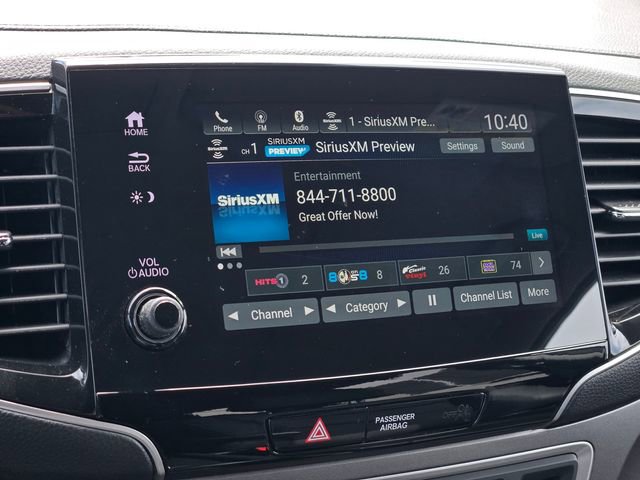 Phone FM Audio 1 - SiriusXM Pre... 10:40
HOME
CH 1 SIRIUSXM PREVIEW SiriusXM Preview Settings Sound
BACK
Entertainment
SiriusXM
844-711-8800
Great Offer Now!
Live
VOL
AUDIO
HITS1 2 8 Classic vinyl 26 74
Channel Category Channel List More
PASSENGER
AIRBAG OFF